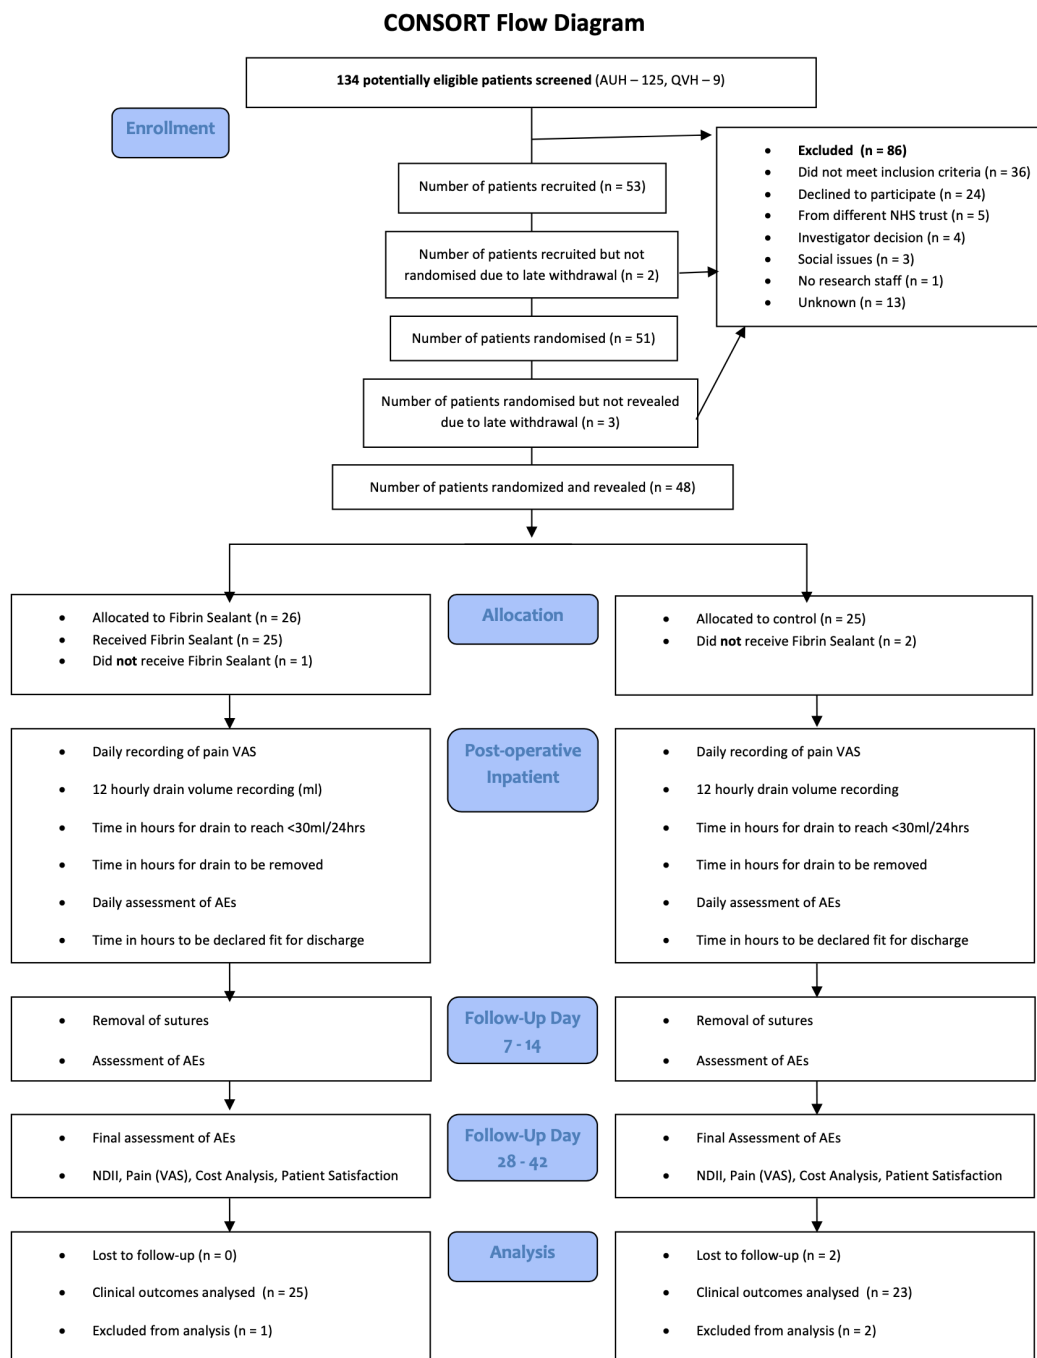 CONSORT Flow Diagram
134 potentially eligible patients screened (AUH – 125, QVH – 9)
Enrollment
• Excluded (n = 86)
• Did not meet inclusion criteria (n = 36)
• Declined to participate (n = 24)
• From different NHS trust (n = 5)
• Investigator decision (n = 4)
• Social issues (n = 3)
• No research staff (n = 1)
• Unknown (n = 13)
Number of patients recruited (n = 53)
Number of patients recruited but not
randomised due to late withdrawal (n = 2)
Number of patients randomised (n = 51)
Number of patients randomised but not revealed
due to late withdrawal (n = 3)
Number of patients randomized and revealed (n = 48)
Allocation
• Allocated to Fibrin Sealant (n = 26)
• Received Fibrin Sealant (n = 25)
• Did not receive Fibrin Sealant (n = 1)
• Allocated to control (n = 25)
• Did not receive Fibrin Sealant (n = 2)
Post-operative
Inpatient
• Daily recording of pain VAS
• 12 hourly drain volume recording (ml)
• Time in hours for drain to reach <30ml/24hrs
• Time in hours for drain to be removed
• Daily assessment of AEs
• Time in hours to be declared fit for discharge
• Daily recording of pain VAS
• 12 hourly drain volume recording
• Time in hours for drain to reach <30ml/24hrs
• Time in hours for drain to be removed
• Daily assessment of AEs
• Time in hours to be declared fit for discharge
Follow-Up Day
7 - 14
• Removal of sutures
• Assessment of AEs
• Removal of sutures
• Assessment of AEs
Follow-Up Day
28 - 42
• Final assessment of AEs
• NDII, Pain (VAS), Cost Analysis, Patient Satisfaction
• Final Assessment of AEs
• NDII, Pain (VAS), Cost Analysis, Patient Satisfaction
Analysis
• Lost to follow-up (n = 0)
• Clinical outcomes analysed (n = 25)
• Excluded from analysis (n = 1)
• Lost to follow-up (n = 2)
• Clinical outcomes analysed (n = 23)
• Excluded from analysis (n = 2)